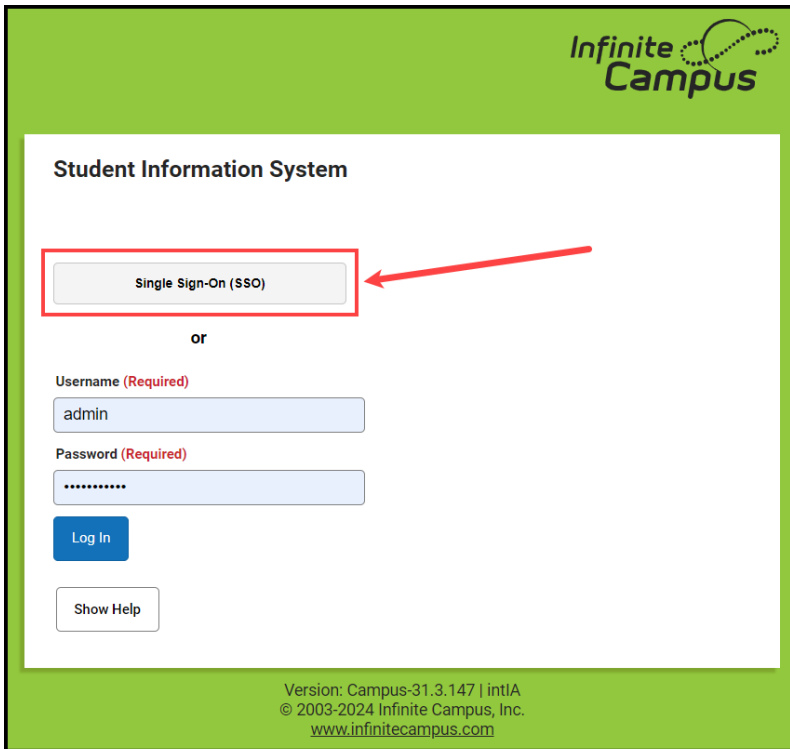 Infinite
Campus
Student Information System
Single Sign-On (SSO)
or
Username (Required)
admin
Password (Required)
•••••••••••
Log In
Show Help
Version: Campus-31.3.147 | intIA
© 2003-2024 Infinite Campus, Inc.
www.infinitecampus.com